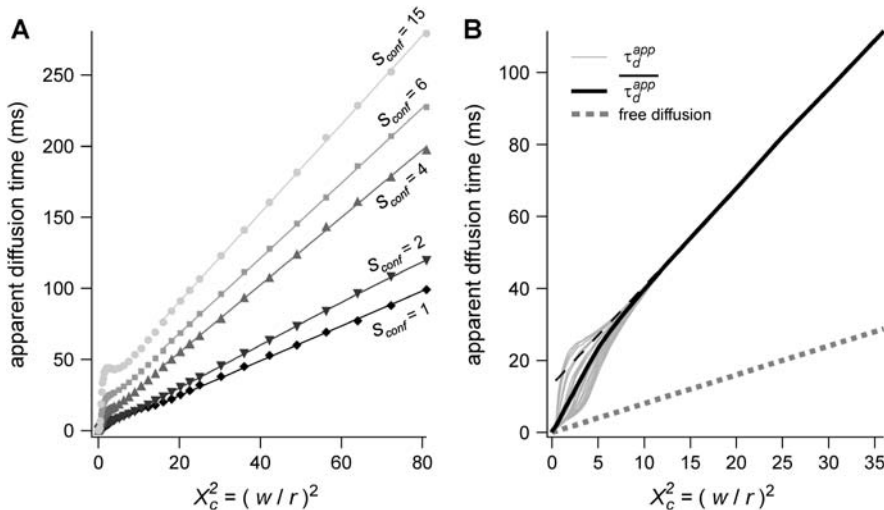 A
apparent diffusion time (ms)
250
200
150
100
50
0
S_conf = 15
S_conf = 6
S_conf = 4
S_conf = 2
S_conf = 1
0 20 40 60 80
X_c^2 = ( w / r )^2
B
apparent dffusion time (ms)
100
80
60
40
20
0
τ_d^app
τ_d^app
free diffusion
0 5 10 15 20 25 30 35
X_c^2 = ( w / r )^2